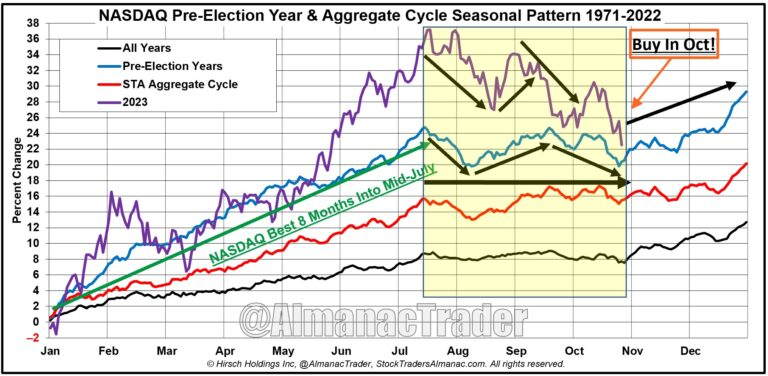 NASDAQ Pre-Election Year & Aggregate Cycle Seasonal Pattern 1971-2022
38
36
34
32
30
28
26
24
22
20
18
16
14
12
10
8
6
4
2
0
−2
Percent Change
All Years
Pre-Election Years
STA Aggregate Cycle
2023
Buy In Oct!
NASDAQ Best 8 Months Into Mid-July
@AlmanacTrader
Jan Feb Mar Apr May Jun Jul Aug Sep Oct Nov Dec
© Hirsch Holdings Inc, @AlmanacTrader, StockTradersAlmanac.com. All rights reserved.